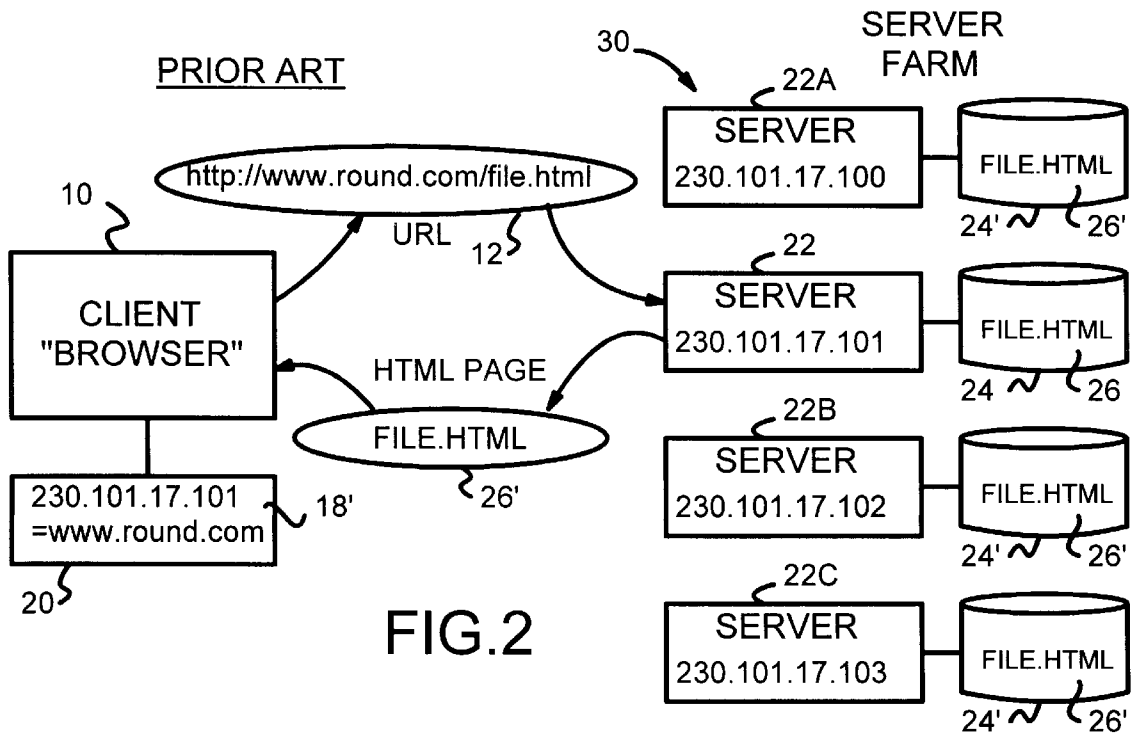 PRIOR ART
30
SERVER
FARM
22A
SERVER
230.101.17.100
FILE.HTML
24'
26'
http://www.round.com/file.html
URL
12
10
CLIENT
"BROWSER"
22
SERVER
230.101.17.101
FILE.HTML
24
26
HTML PAGE
FILE.HTML
26'
230.101.17.101
=www.round.com
18'
20
22B
SERVER
230.101.17.102
FILE.HTML
24'
26'
22C
SERVER
230.101.17.103
FILE.HTML
24'
26'
FIG.2